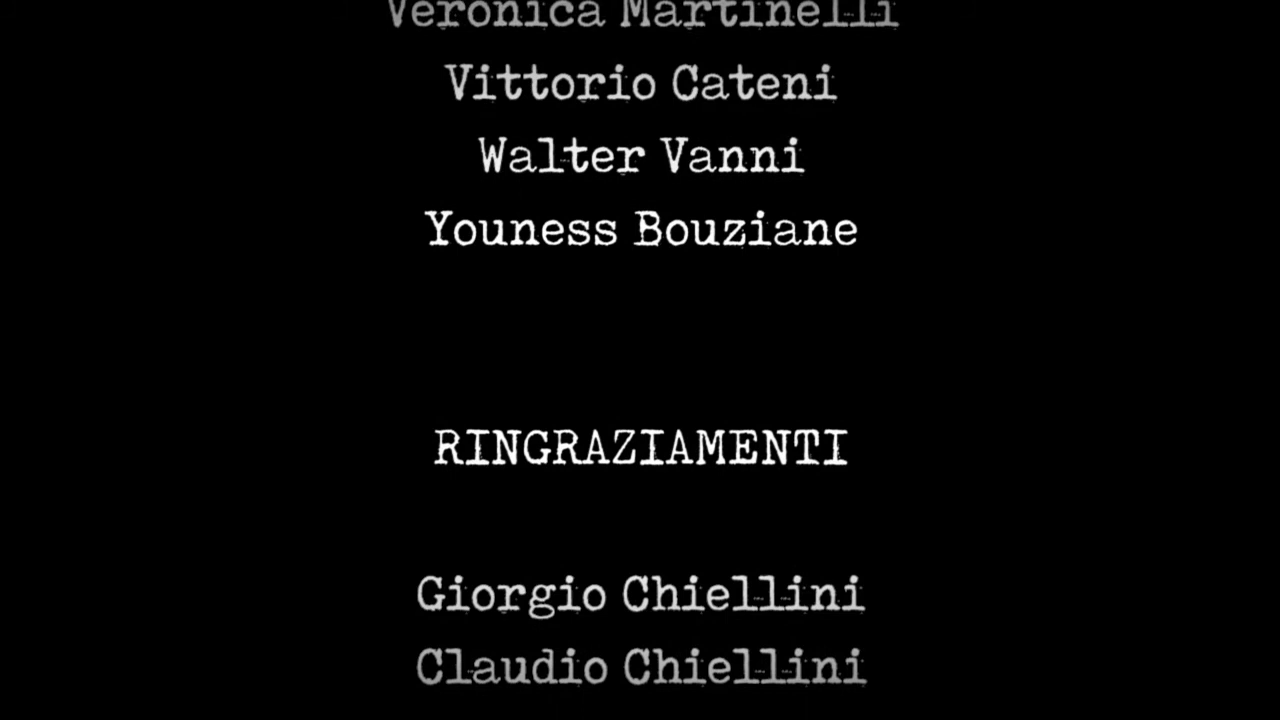 Veronica Martinelli
Vittorio Cateni
Walter Vanni
Youness Bouziane
RINGRAZIAMENTI
Giorgio Chiellini
Claudio Chiellini